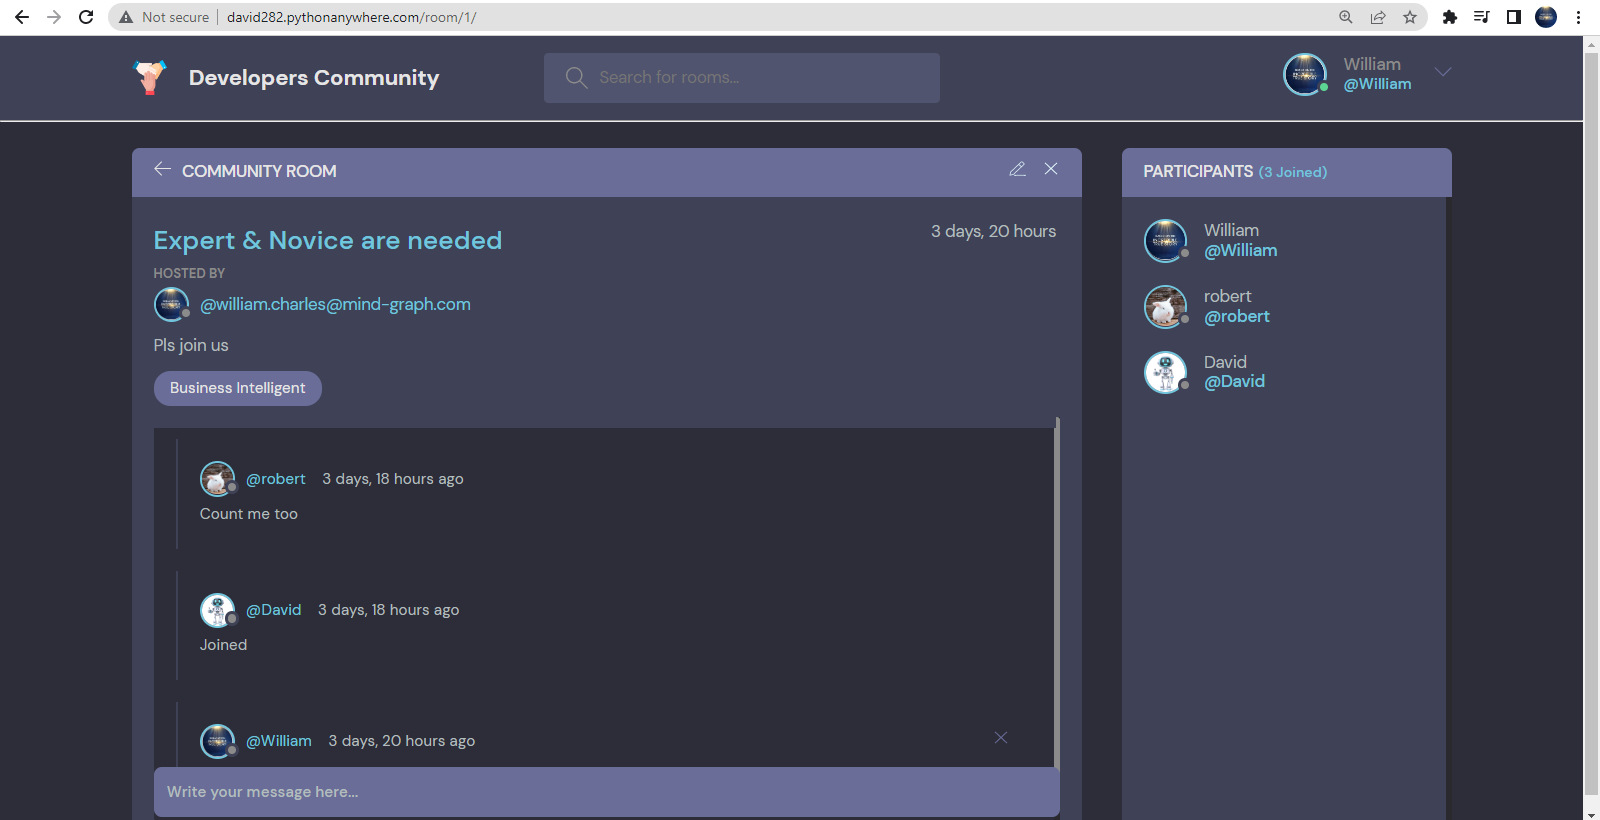 Not secure
david282.pythonanywhere.com/room/1/
Developers Community
Search for rooms...
William
@William
COMMUNITY ROOM
Expert & Novice are needed
3 days, 20 hours
HOSTED BY
@william.charles@mind-graph.com
Pls join us
Business Intelligent
@robert 3 days, 18 hours ago
Count me too
@David 3 days, 18 hours ago
Joined
@William 3 days, 20 hours ago
Write your message here...
PARTICIPANTS (3 Joined)
William
@William
robert
@robert
David
@David